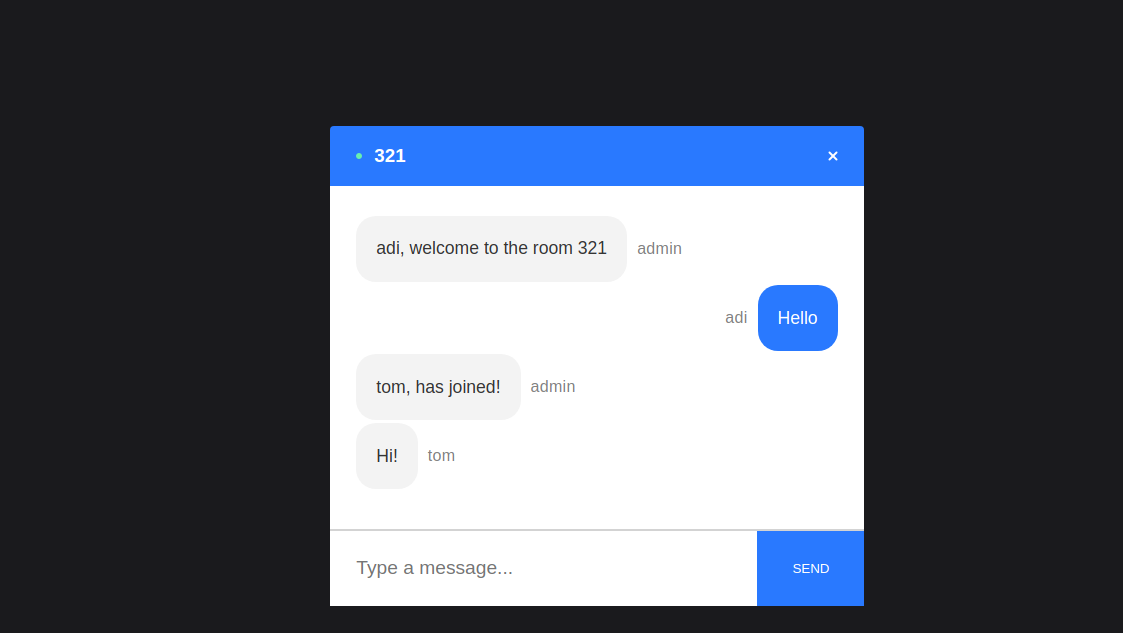 321 ×
adi, welcome to the room 321 admin
adi Hello
tom, has joined! admin
Hi! tom
Type a message... SEND